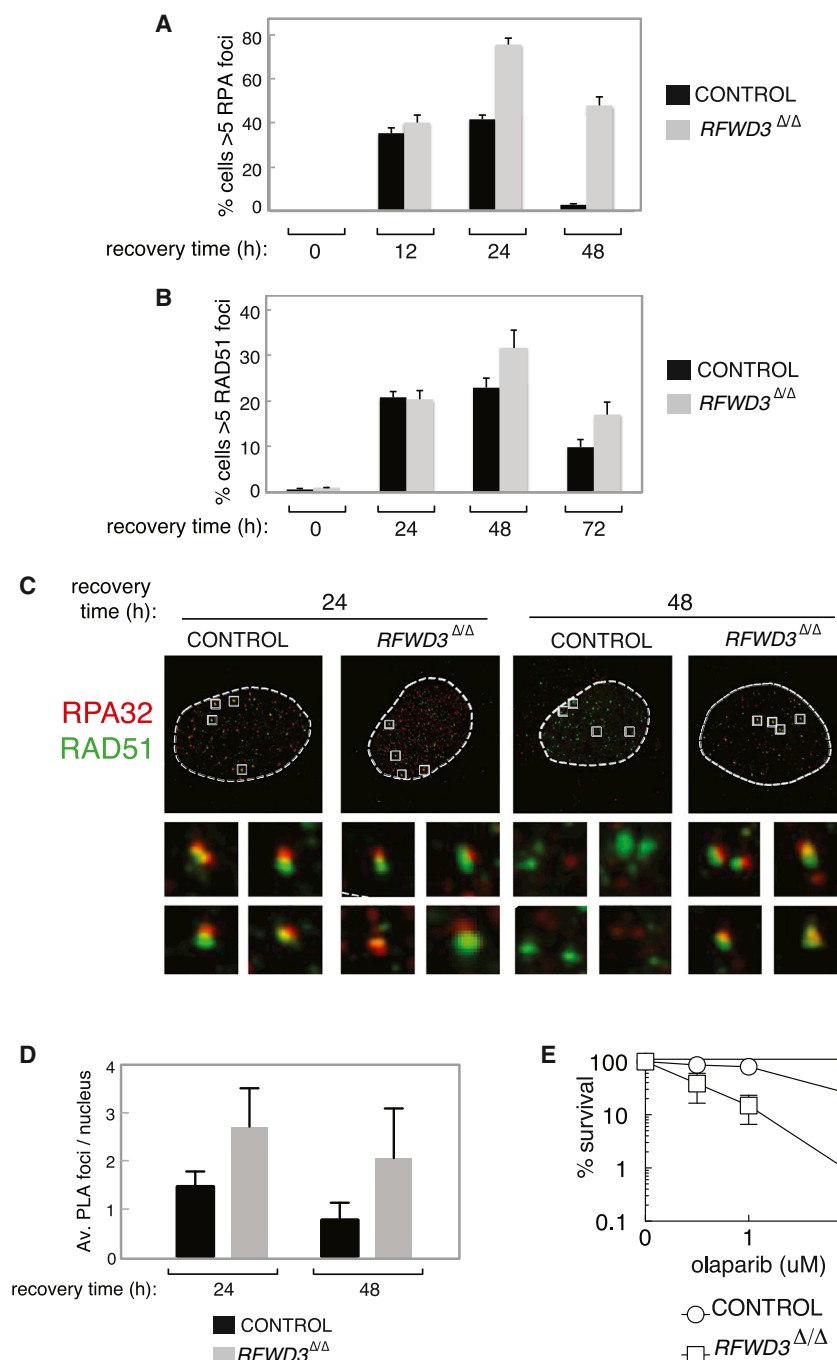 A
% cells >5 RPA foci
80
60
40
20
0
recovery time (h):
0
12
24
48
CONTROL
RFWD3 Δ/Δ
B
% cells >5 RAD51 foci
40
30
20
10
0
recovery time (h):
0
24
48
72
CONTROL
RFWD3 Δ/Δ
C
recovery
time (h):
24
48
CONTROL
RFWD3 Δ/Δ
CONTROL
RFWD3 Δ/Δ
RPA32
RAD51
D
Av. PLA foci / nucleus
4
3
2
1
0
recovery time (h):
24
48
CONTROL
RFWD3 Δ/Δ
E
% survival
100
10
1
0.1
0
1
olaparib (uM)
CONTROL
RFWD3 Δ/Δ